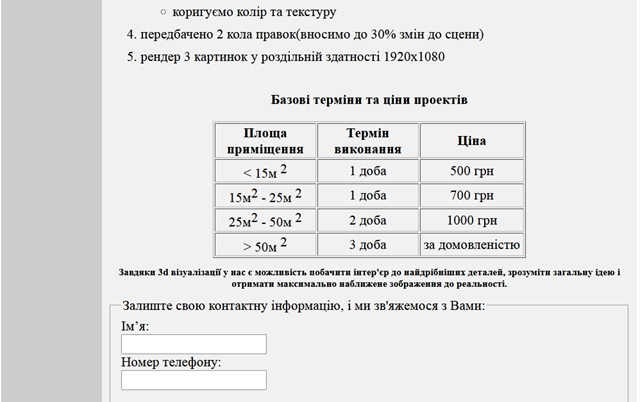 ○ коригуємо колір та текстуру
4. передбачено 2 кола правок(вносимо до 30% змін до сцени)
5. рендер 3 картинок у роздільній здатності 1920x1080
Базові терміни та ціни проектів
Площа приміщення Термін виконання Ціна
< 15м 2 1 доба 500 грн
15м2 - 25м 2 1 доба 700 грн
25м2 - 50м 2 2 доба 1000 грн
> 50м 2 3 доба за домовленістю
Завдяки 3d візуалізації у нас є можливість побачити інтер'єр до найдрібніших деталей, зрозуміти загальну ідею і
отримати максимально наближене зображення до реальності.
Залиште свою контактну інформацію, і ми зв'яжемося з Вами:
Ім’я:
Номер телефону: